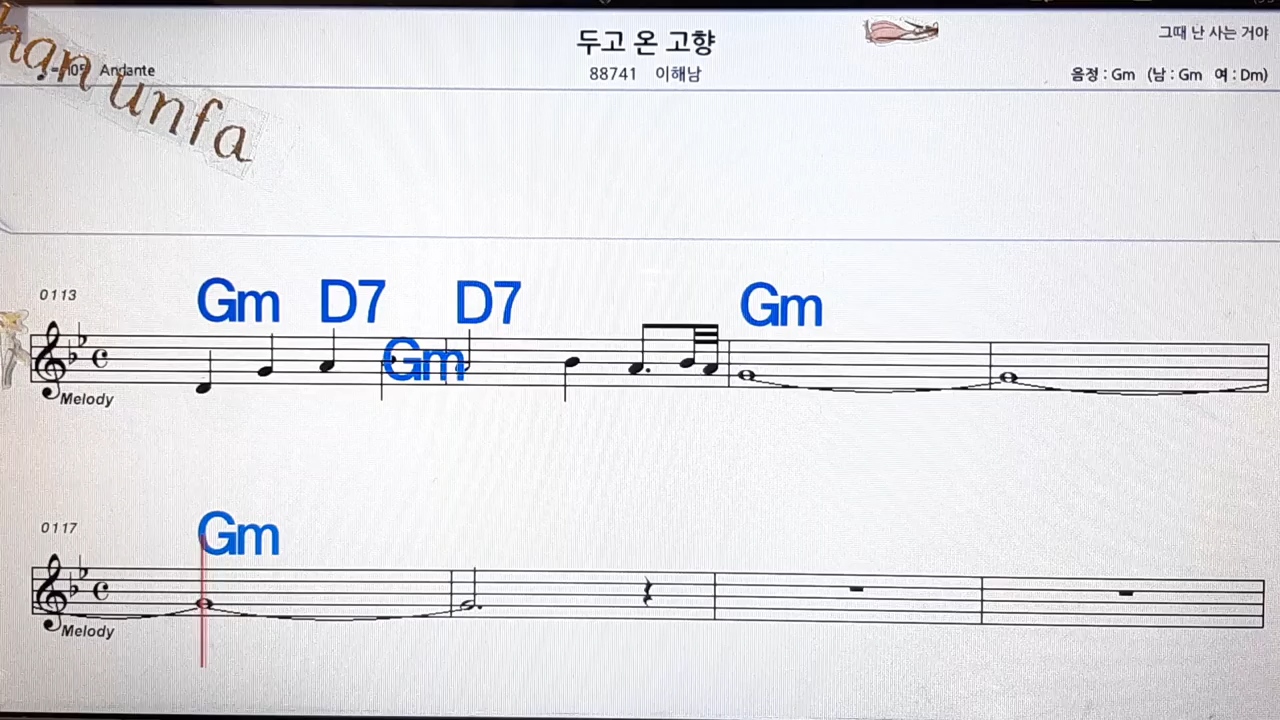 han unfa
두고 온 고향
그때 난 사는 거야
Andante
88741 이해남
음정 : Gm (남 : Gm 여 : Dm)
0113
Gm D7 Gm D7 Gm
Melody
0117
Gm
Melody